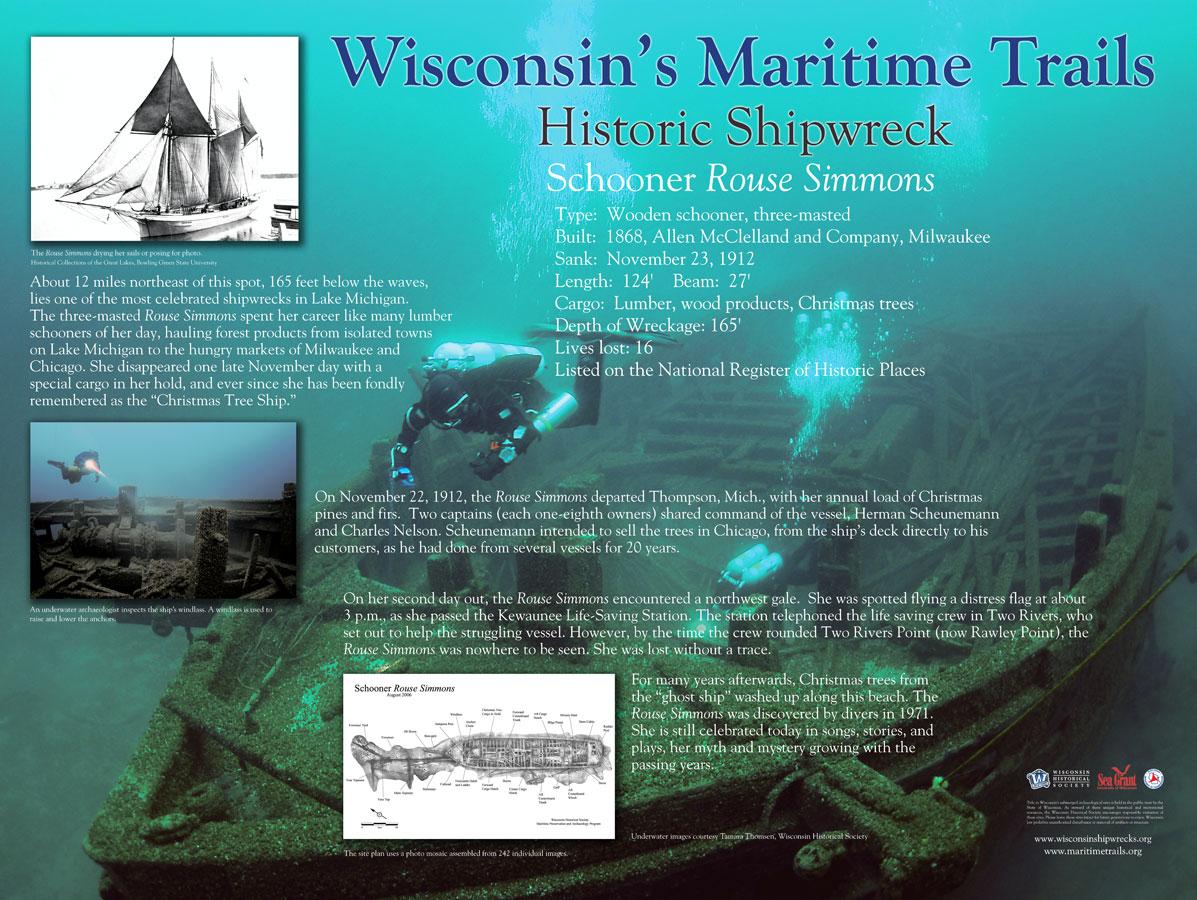 Wisconsin's Maritime Trails
Historic Shipwreck
Schooner Rouse Simmons
Type: Wooden schooner, three-masted
Built: 1868, Allen McClelland and Company, Milwaukee
Sank: November 23, 1912
Length: 124' Beam: 27'
Cargo: Lumber, wood products, Christmas trees
Depth of Wreckage: 165'
Lives lost: 16
Listed on the National Register of Historic Places
The Rouse Simmons drying her sails or posing for photo.
Historical Collections of the Great Lakes, Bowling Green State University
About 12 miles northeast of this spot, 165 feet below the waves,
lies one of the most celebrated shipwrecks in Lake Michigan.
The three-masted Rouse Simmons spent her career like many lumber
schooners of her day, hauling forest products from isolated towns
on Lake Michigan to the hungry markets of Milwaukee and
Chicago. She disappeared one late November day with a
special cargo in her hold, and ever since she has been fondly
remembered as the "Christmas Tree Ship."
An underwater archaeologist inspects the ship's windlass. A windlass is used to
raise and lower the anchors.
On November 22, 1912, the Rouse Simmons departed Thompson, Mich., with her annual load of Christmas
pines and firs. Two captains (each one-eighth owners) shared command of the vessel, Herman Scheunemann
and Charles Nelson. Scheunemann intended to sell the trees in Chicago, from the ship's deck directly to his
customers, as he had done from several vessels for 20 years.
On her second day out, the Rouse Simmons encountered a northwest gale. She was spotted flying a distress flag at about
3 p.m., as she passed the Kewaunee Life-Saving Station. The station telephoned the life saving crew in Two Rivers, who
set out to help the struggling vessel. However, by the time the crew rounded Two Rivers Point (now Rawley Point), the
Rouse Simmons was nowhere to be seen. She was lost without a trace.
Schooner Rouse Simmons
August 2006
Wisconsin Historical Society
Maritime Preservation and Archaeology Program
The site plan uses a photo mosaic assembled from 242 individual images.
For many years afterwards, Christmas trees from
the "ghost ship" washed up along this beach. The
Rouse Simmons was discovered by divers in 1971.
She is still celebrated today in songs, stories, and
plays, her myth and mystery growing with the
passing years.
Underwater images courtesy Tamara Thomsen, Wisconsin Historical Society
WISCONSIN
HISTORICAL
SOCIETY
Sea Grant
www.wisconsinshipwrecks.org
www.maritimetrails.org